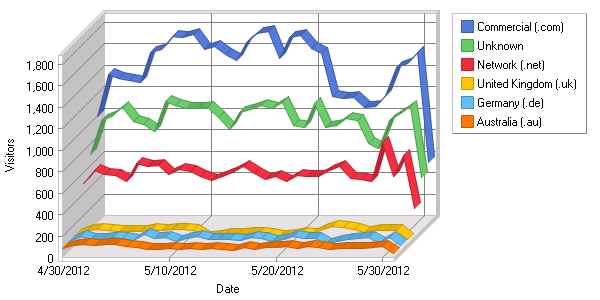 Commercial (.com)
Unknown
Network (.net)
United Kingdom (.uk)
Germany (.de)
Australia (.au)
1,800
1,600
1,400
1,200
1,000
800
600
400
200
0
Visitors
4/30/2012
5/10/2012
5/20/2012
5/30/2012
Date